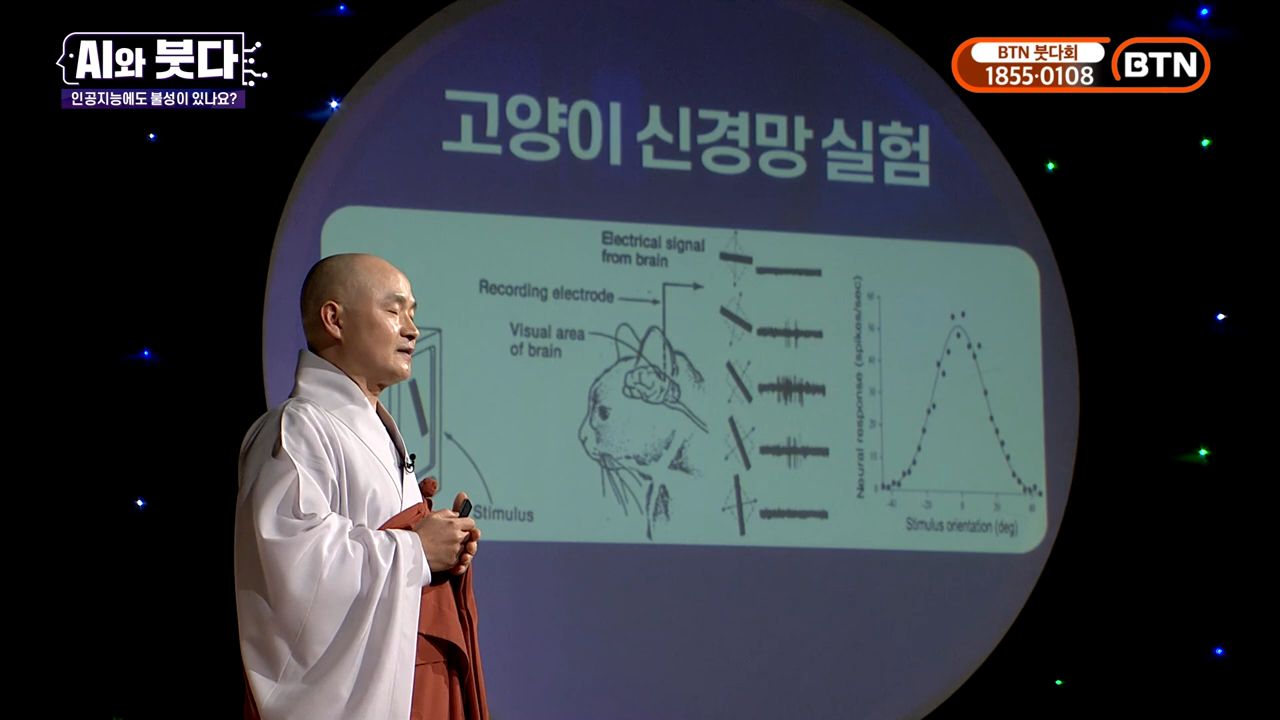 AI와 붓다
인공지능에도 불성이 있나요?
BTN 붓다회
1855·0108
BTN
고양이 신경망 실험
Electrical signal
from brain
Recording electrode
Visual area
of brain
Stimulus
Neural response (spikes/sec)
Stimulus orientation (deg)
0